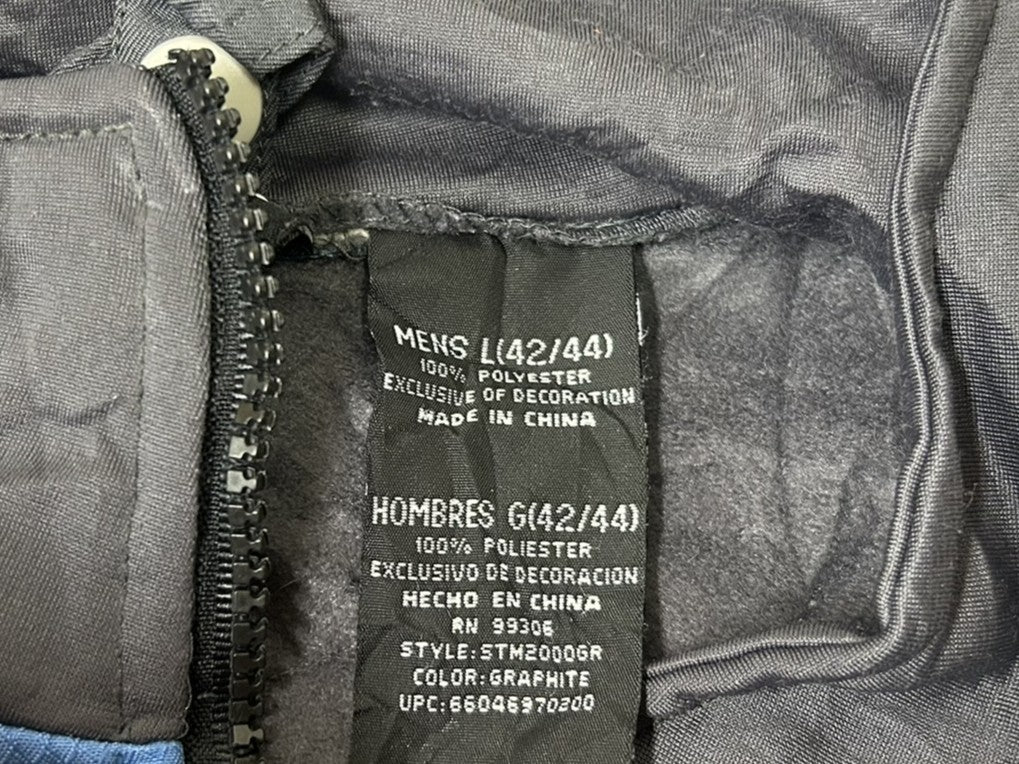 MENS L(42/44)
100% POLYESTER
EXCLUSIVE OF DECORATION
MADE IN CHINA
HOMBRES G(42/44)
100% POLIESTER
EXCLUSIVO DE DECORACION
HECHO EN CHINA
RN 99306
STYLE:STM2000GR
COLOR:GRAPHITE
UPC:66046970200